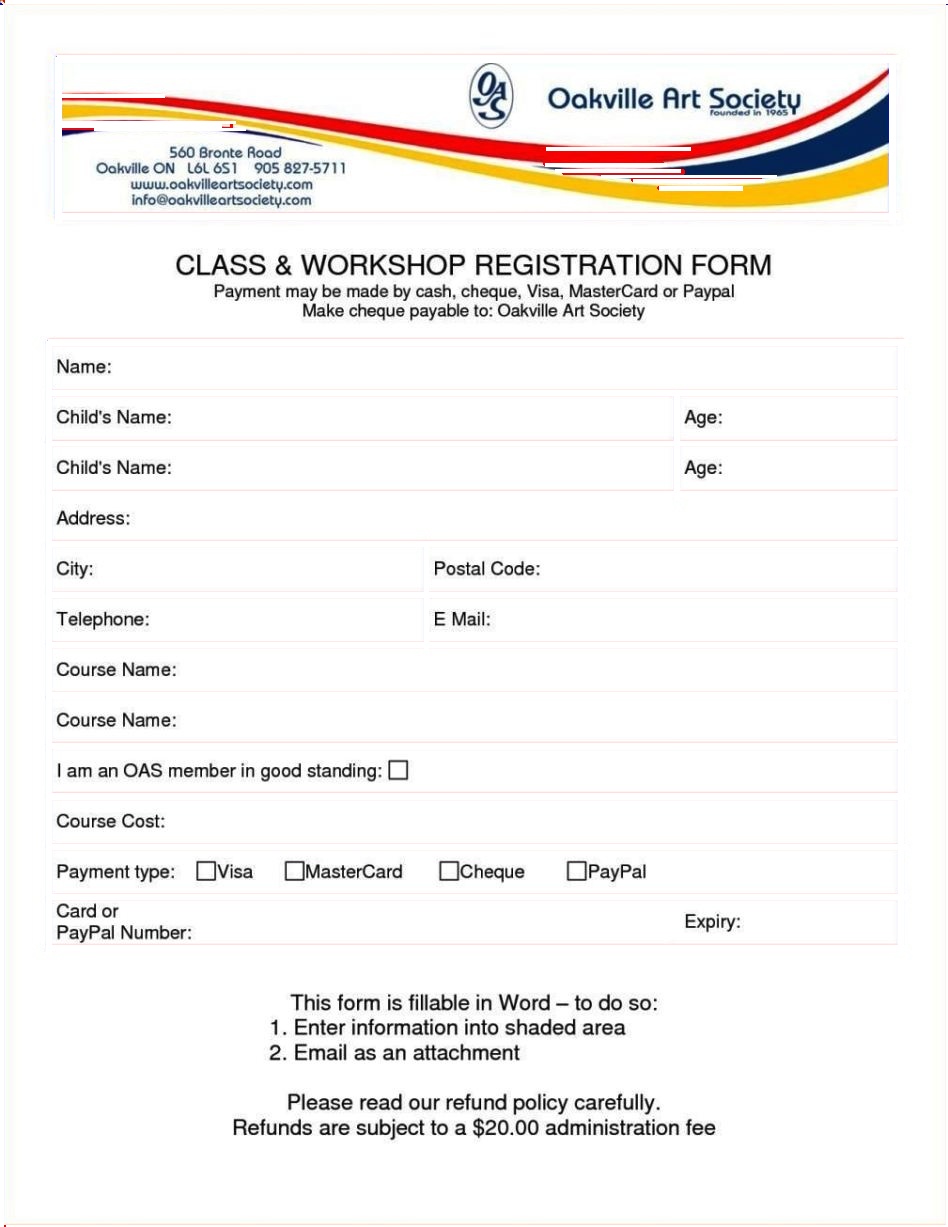 OAS
Oakville Art Society
founded in 1965
560 Bronte Road
Oakville ON L6L 6S1 905 827-5711
www.oakvilleartsociety.com
info@oakvilleartsociety.com
CLASS & WORKSHOP REGISTRATION FORM
Payment may be made by cash, cheque, Visa, MasterCard or Paypal
Make cheque payable to: Oakville Art Society
Name:
Child's Name: Age:
Child's Name: Age:
Address:
City: Postal Code:
Telephone: E Mail:
Course Name:
Course Name:
I am an OAS member in good standing: ☐
Course Cost:
Payment type: ☐Visa ☐MasterCard ☐Cheque ☐PayPal
Card or
PayPal Number: Expiry:
This form is fillable in Word – to do so:
1. Enter information into shaded area
2. Email as an attachment
Please read our refund policy carefully.
Refunds are subject to a $20.00 administration fee